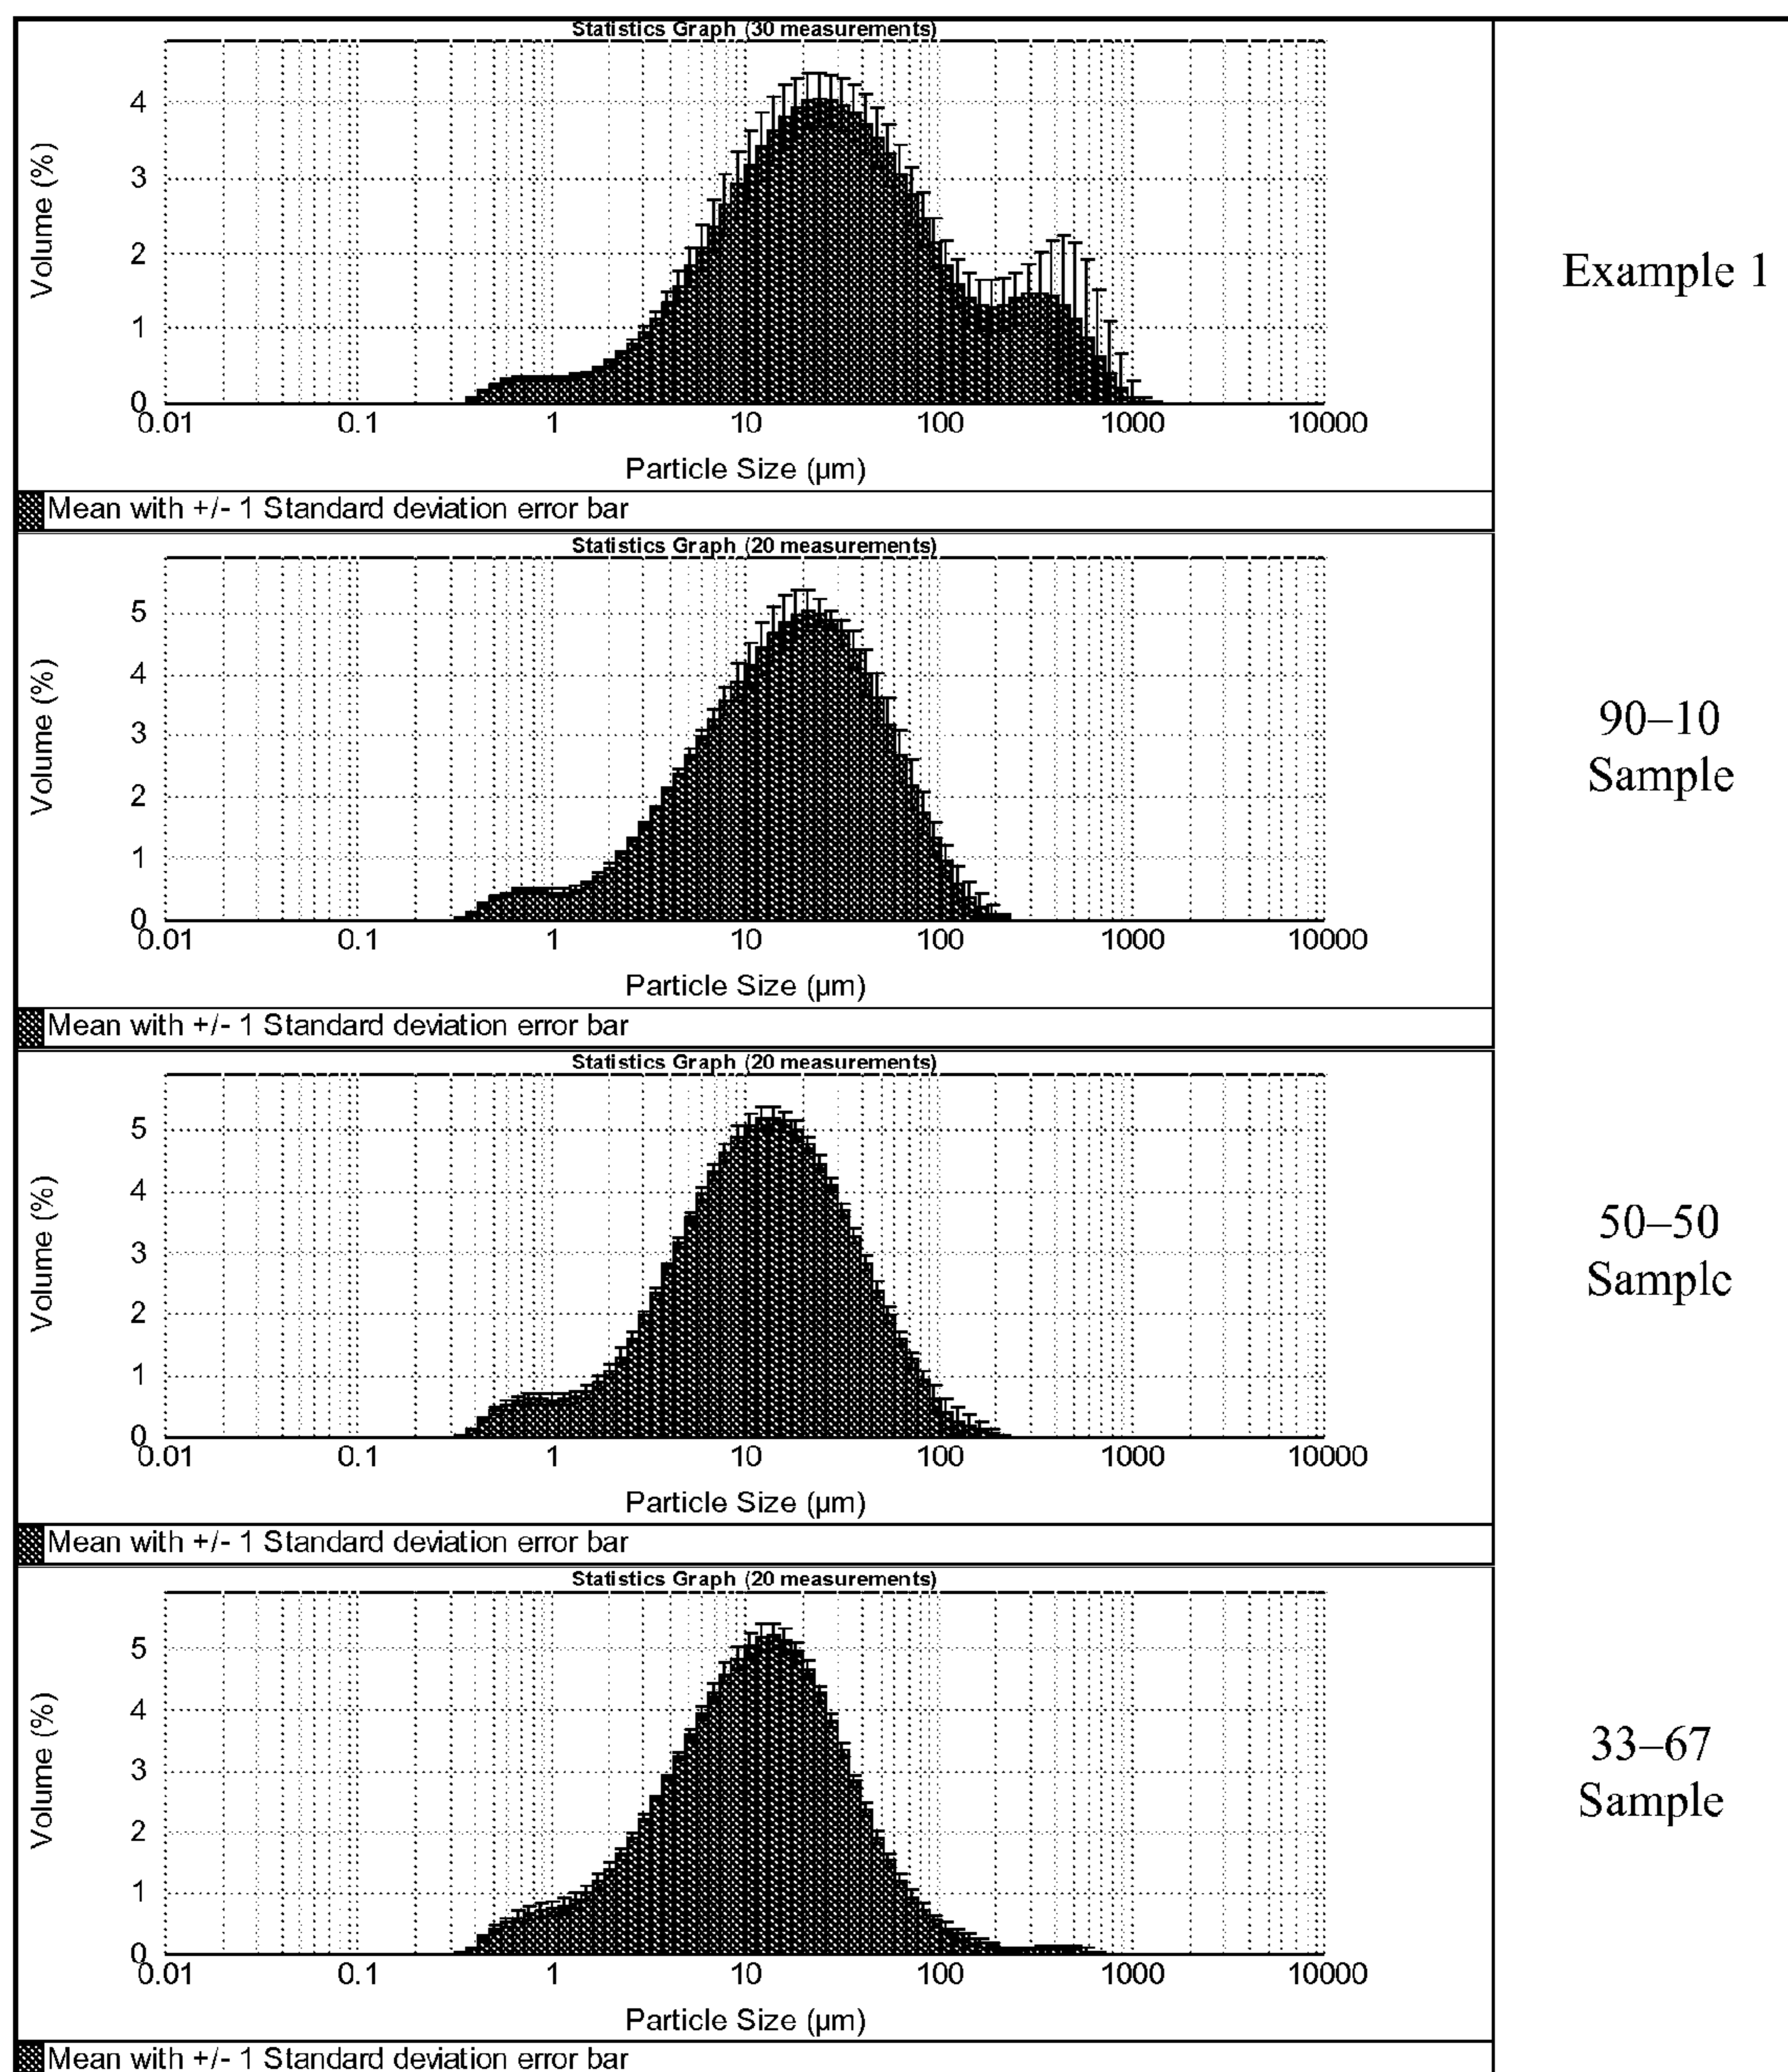 Statistics Graph (30 measurements)
Volume (%)
4
3
2
1
0
0.01 0.1 1 10 100 1000 10000
Particle Size (µm)
Mean with +/- 1 Standard deviation error bar
Example 1
Statistics Graph (20 measurements)
Volume (%)
5
4
3
2
1
0
0.01 0.1 1 10 100 1000 10000
Particle Size (µm)
Mean with +/- 1 Standard deviation error bar
90–10
Sample
Statistics Graph (20 measurements)
Volume (%)
5
4
3
2
1
0
0.01 0.1 1 10 100 1000 10000
Particle Size (µm)
Mean with +/- 1 Standard deviation error bar
50–50
Sample
Statistics Graph (20 measurements)
Volume (%)
5
4
3
2
1
0
0.01 0.1 1 10 100 1000 10000
Particle Size (µm)
Mean with +/- 1 Standard deviation error bar
33–67
Sample